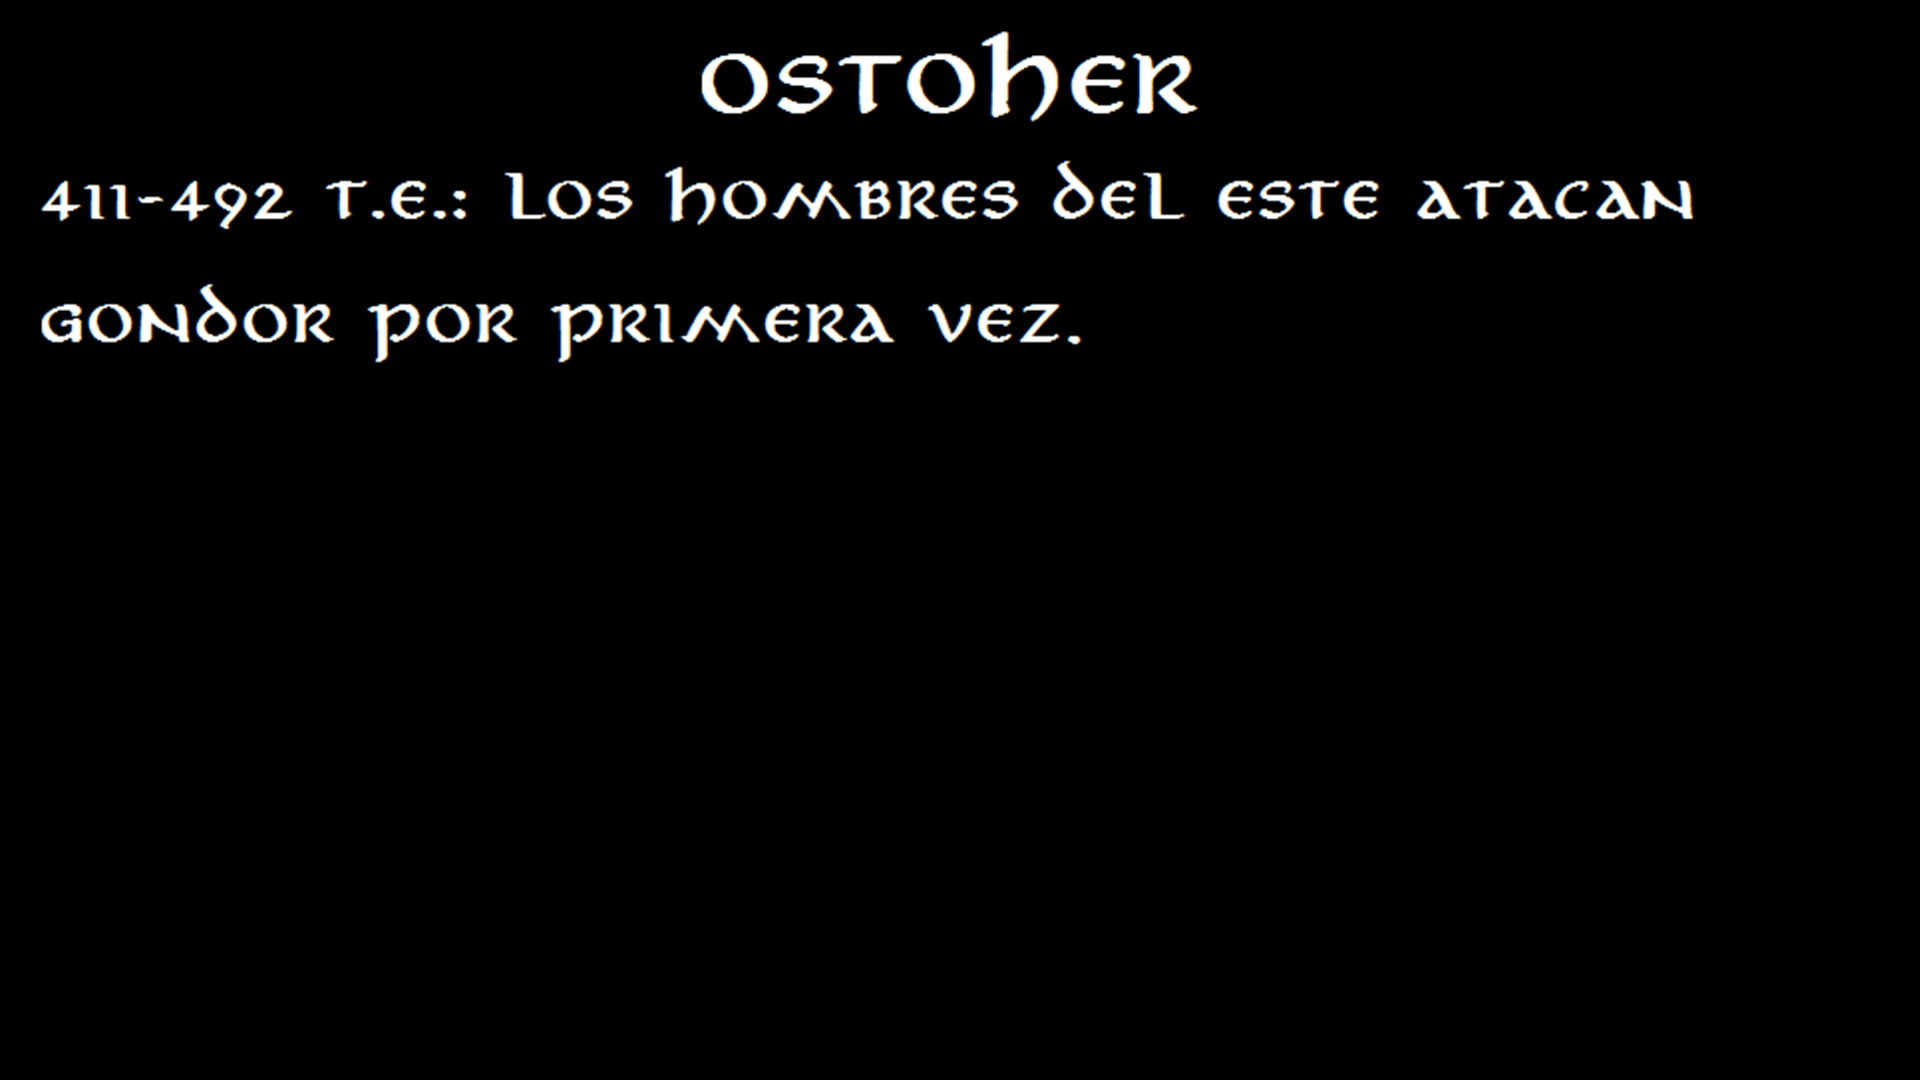 OSTOHER
411-492 T.E.: LOS HOMBRES DEL ESTE ATACAN
GONDOR POR PRIMERA VEZ.